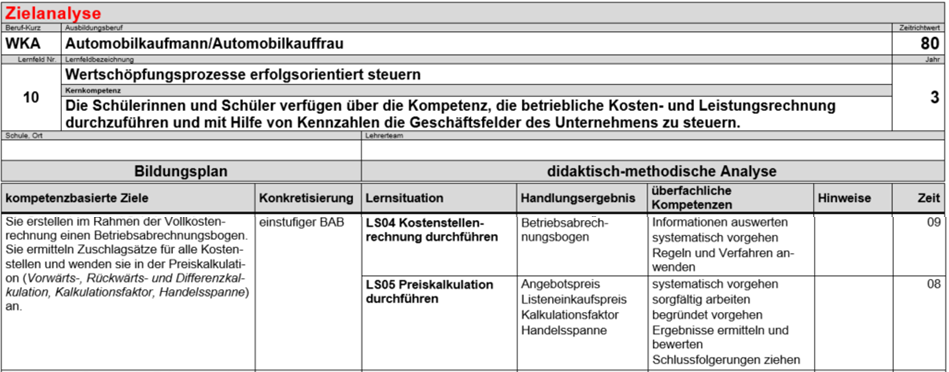 Zielanalyse
Beruf-Kurz Ausbildungsberuf Zeitrichtwert
WKA Automobilkaufmann/Automobilkauffrau 80
Lernfeld Nr. Lernfeldbezeichnung Jahr
10 Wertschöpfungsprozesse erfolgsorientiert steuern 3
Kernkompetenz
Die Schülerinnen und Schüler verfügen über die Kompetenz, die betriebliche Kosten- und Leistungsrechnung
durchzuführen und mit Hilfe von Kennzahlen die Geschäftsfelder des Unternehmens zu steuern.
Schule, Ort Lehrerteam
Bildungsplan didaktisch-methodische Analyse
kompetenzbasierte Ziele Konkretisierung Lernsituation Handlungsergebnis überfachliche Kompetenzen Hinweise Zeit
Sie erstellen im Rahmen der Vollkosten-
rechnung einen Betriebsabrechnungsbogen.
Sie ermitteln Zuschlagsätze für alle Kosten-
stellen und wenden sie in der Preiskalkulati-
on (Vorwärts-, Rückwärts- und Differenzkal-
kulation, Kalkulationsfaktor, Handelsspanne)
an.
einstufiger BAB
LS04 Kostenstellen-
rechnung durchführen
Betriebsabrech-
nungsbogen
Informationen auswerten
systematisch vorgehen
Regeln und Verfahren an-
wenden
09
LS05 Preiskalkulation
durchführen
Angebotspreis
Listeneinkaufspreis
Kalkulationsfaktor
Handelsspanne
systematisch vorgehen
sorgfältig arbeiten
begründet vorgehen
Ergebnisse ermitteln und
bewerten
Schlussfolgerungen ziehen
08